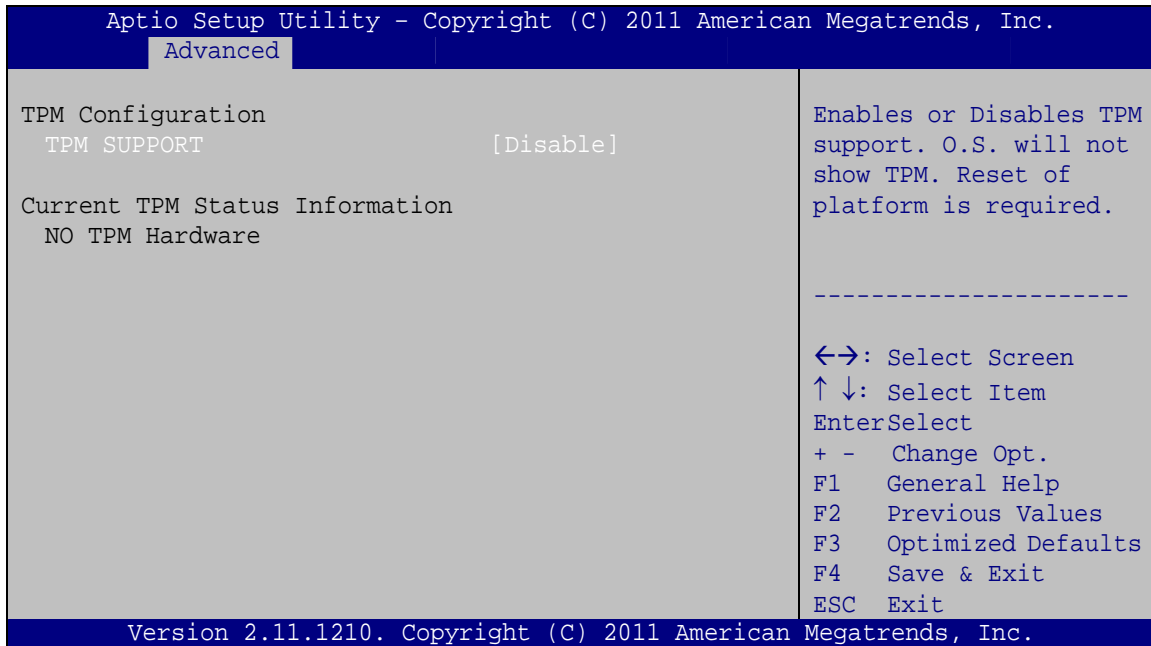 Aptio Setup Utility – Copyright (C) 2011 American Megatrends, Inc.
Advanced
TPM Configuration
TPM SUPPORT [Disable]
Current TPM Status Information
NO TPM Hardware
Enables or Disables TPM
support. O.S. will not
show TPM. Reset of
platform is required.
----------------------
←→: Select Screen
↑ ↓: Select Item
EnterSelect
+ - Change Opt.
F1 General Help
F2 Previous Values
F3 Optimized Defaults
F4 Save & Exit
ESC Exit
Version 2.11.1210. Copyright (C) 2011 American Megatrends, Inc.